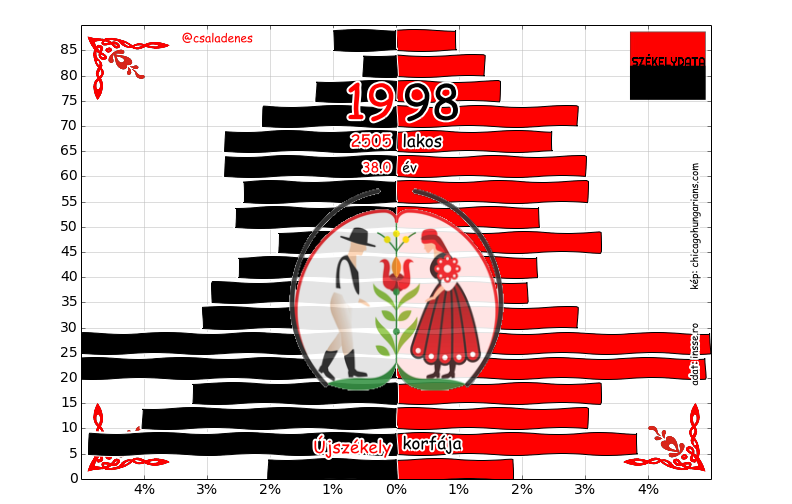 @csaladenes
SZÉKELYDATA
1998
2505 lakos
38.0 év
kép: chicagohungarians.com
adat: insse.ro
Újszékely korfája
85
80
75
70
65
60
55
50
45
40
35
30
25
20
15
10
5
0
4% 3% 2% 1% 0% 1% 2% 3% 4%